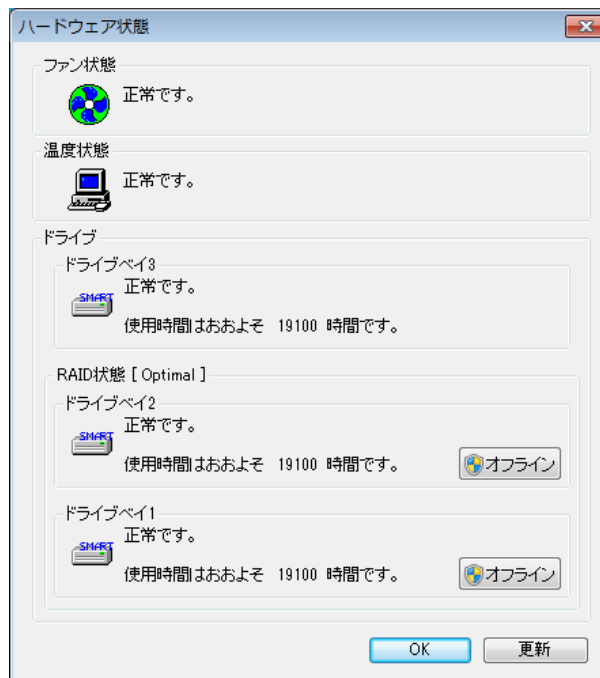 ハードウェア状態
ファン状態
正常です。
温度状態
正常です。
ドライブ
ドライブベイ3
SMART
正常です。
使用時間はおおよそ 19100 時間です。
RAID状態 [ Optimal ]
ドライブベイ2
SMART
正常です。
使用時間はおおよそ 19100 時間です。
オフライン
ドライブベイ1
SMART
正常です。
使用時間はおおよそ 19100 時間です。
オフライン
OK
更新